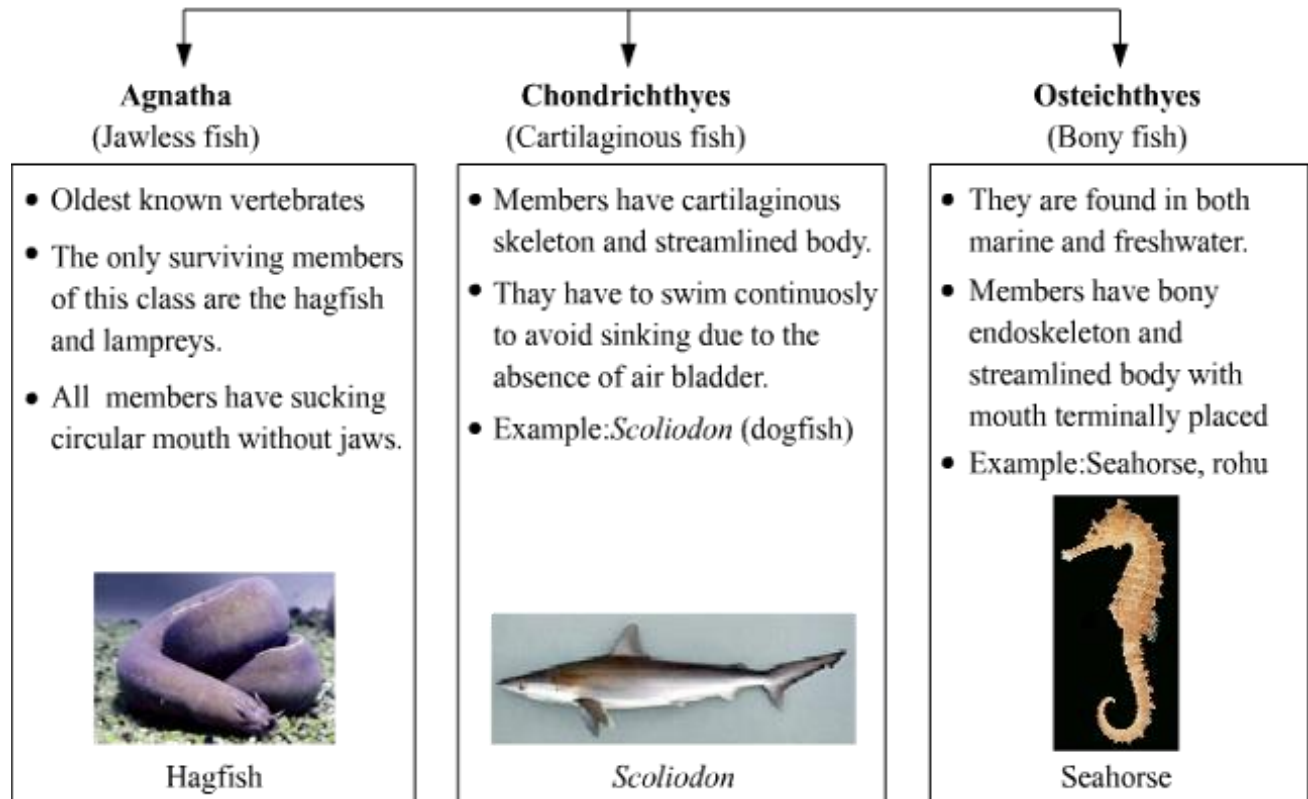 Agnatha
(Jawless fish)
• Oldest known vertebrates
• The only surviving members
of this class are the hagfish
and lampreys.
• All members have sucking
circular mouth without jaws.
Hagfish
Chondrichthyes
(Cartilaginous fish)
• Members have cartilaginous
skeleton and streamlined body.
• Thay have to swim continuosly
to avoid sinking due to the
absence of air bladder.
• Example:Scoliodon (dogfish)
Scoliodon
Osteichthyes
(Bony fish)
• They are found in both
marine and freshwater.
• Members have bony
endoskeleton and
streamlined body with
mouth terminally placed
• Example:Seahorse, rohu
Seahorse